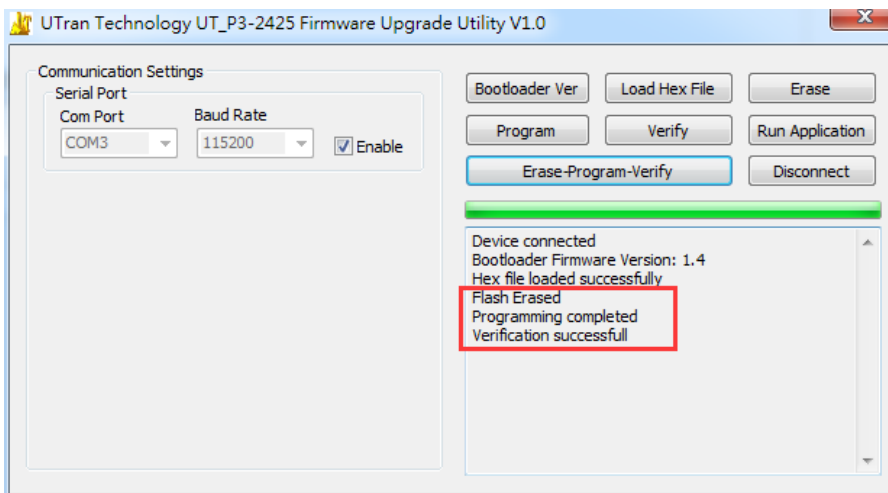 UTran Technology UT_P3-2425 Firmware Upgrade Utility V1.0
Communication Settings
Serial Port
Com Port
Baud Rate
COM3
115200
Enable
Bootloader Ver
Load Hex File
Erase
Program
Verify
Run Application
Erase-Program-Verify
Disconnect
Device connected
Bootloader Firmware Version: 1.4
Hex file loaded successfully
Flash Erased
Programming completed
Verification successfull